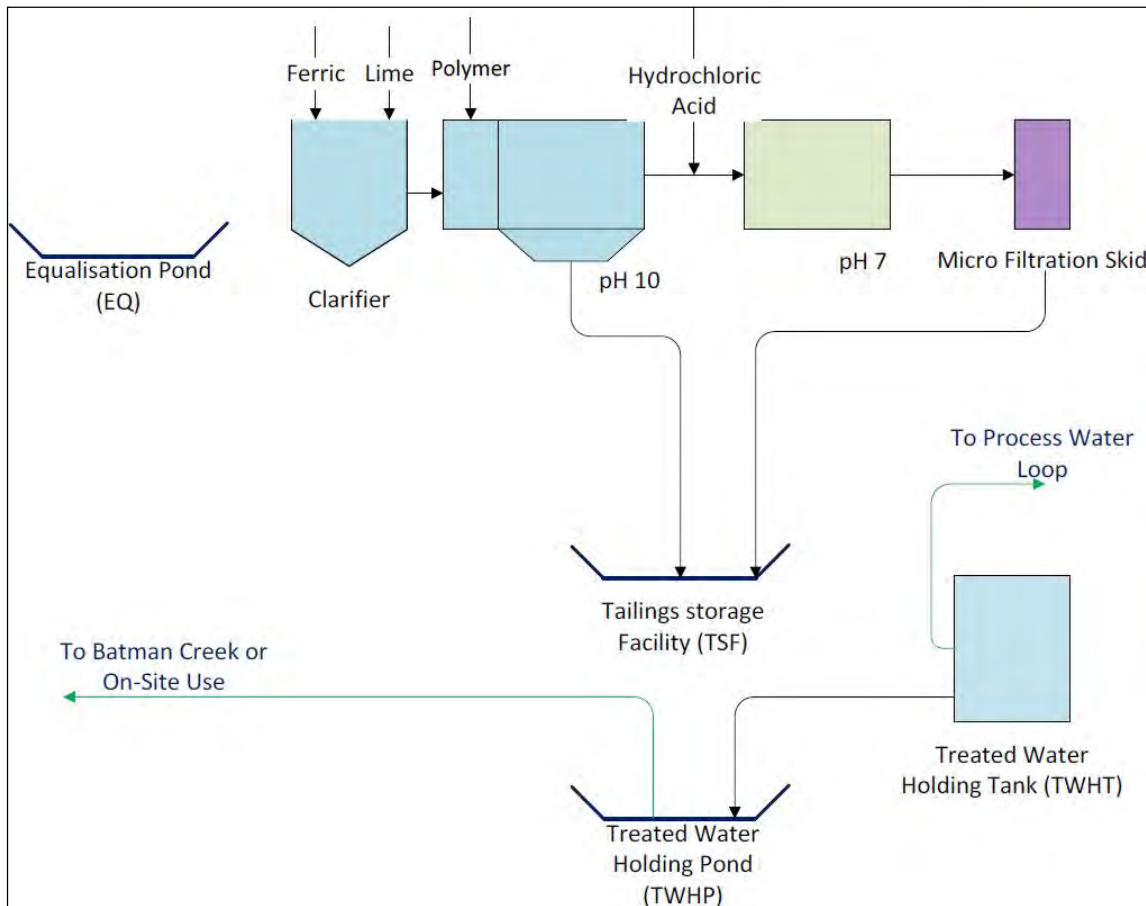 Ferric
Lime
Polymer
Hydrochloric
Acid
Equalisation Pond
(EQ)
Clarifier
pH 10
pH 7
Micro Filtration Skid
To Process Water
Loop
Tailings storage
Facility (TSF)
To Batman Creek or
On-Site Use
Treated Water
Holding Tank (TWHT)
Treated Water
Holding Pond
(TWHP)